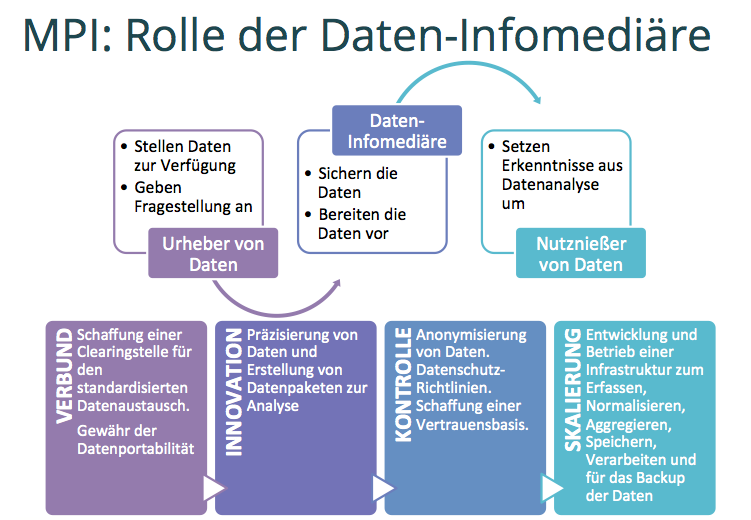 MPI: Rolle der Daten-Infomediäre
• Stellen Daten
zur Verfügung
• Geben
Fragestellung an
Urheber von
Daten
Daten-
Infomediäre
• Sichern die
Daten
• Bereiten die
Daten vor
• Setzen
Erkenntnisse aus
Datenanalyse
um
Nutznießer
von Daten
VERBUND
Schaffung einer
Clearingstelle für
den
standardisierten
Datenaustausch.
Gewähr der
Datenportabilität
INNOVATION
Präzisierung von
Daten und
Erstellung von
Datenpaketen zur
Analyse
KONTROLLE
Anonymisierung
von Daten.
Datenschutz-
Richtlinien.
Schaffung einer
Vertrauensbasis.
SKALIERUNG
Entwicklung und
Betrieb einer
Infrastruktur zum
Erfassen,
Normalisieren,
Aggregieren,
Speichern,
Verarbeiten und
für das Backup
der Daten